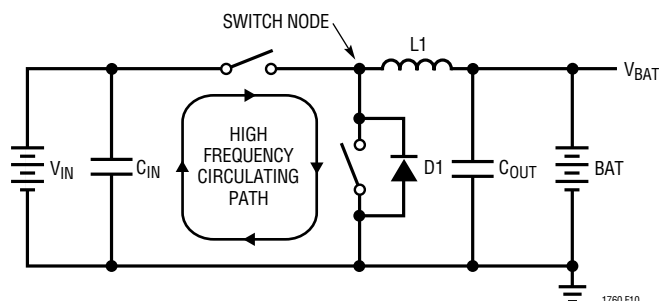 SWITCH NODE
L1
V_BAT
HIGH
FREQUENCY
CIRCULATING
PATH
V_IN
C_IN
D1
C_OUT
BAT
1760 F10